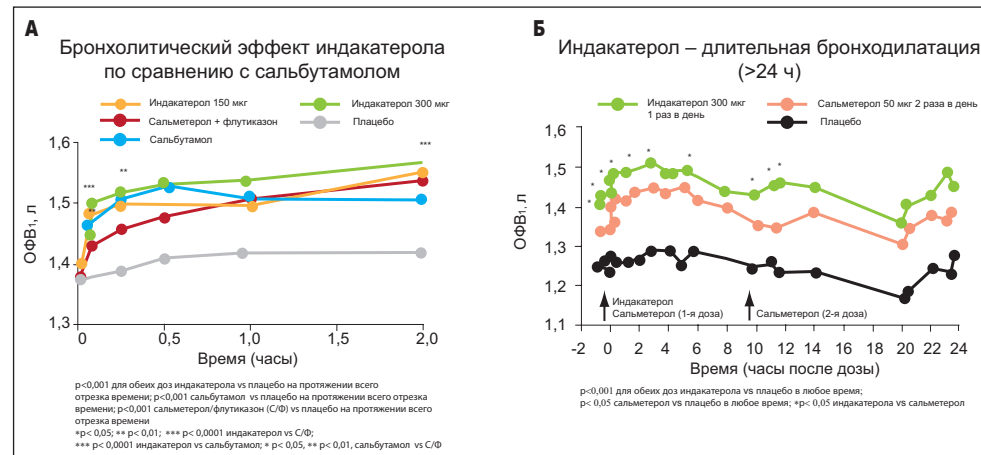 А
Бронхолитический эффект индакатерола
по сравнению с сальбутамолом
Индакатерол 150 мкг
Индакатерол 300 мкг
Сальметерол + флутиказон
Плацебо
Сальбутамол
ОФВ1, л
1,6
1,5
1,4
1,3
***
**
**
***
0
0,5
1,0
1,5
2,0
Время (часы)
p<0,001 для обеих доз индакатерола vs плацебо на протяжении всего
отрезка времени; p<0,001 сальбутамол vs плацебо на протяжении всего отрезка
времени; p<0,001 сальметерол/флутиказон (С/Ф) vs плацебо на протяжении всего
отрезка времени
*p< 0,05; ** p< 0,01; *** p< 0,0001 индакатерол vs С/Ф;
*** p< 0,0001 индакатерол vs сальбутамол; * p< 0,05, ** p< 0,01, сальбутамол vs С/Ф
Б
Индакатерол – длительная бронходилатация
(>24 ч)
Индакатерол 300 мкг
1 раз в день
Сальметерол 50 мкг 2 раза в день
Плацебо
ОФВ1, л
1,6
1,5
1,4
1,3
1,2
1,1
* * * * * * * * *
Индакатерол
Сальметерол (1-я доза)
Сальметерол (2-я доза)
-2 0 2 4 6 8 10 12 14 16 18 20 22 24
Время (часы после дозы)
p<0,001 для обеих доз индакатерола vs плацебо в любое время;
p< 0,05 сальметерол vs плацебо в любое время; *p< 0,05 индакатерол vs сальметерол